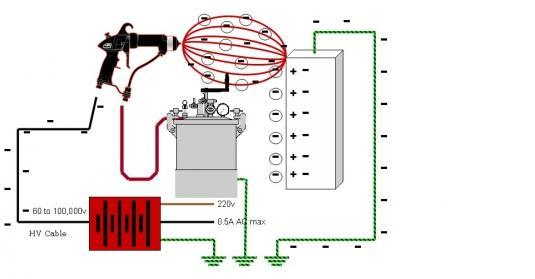 60 to 100,000v
HV Cable
220v
0.5A AC max